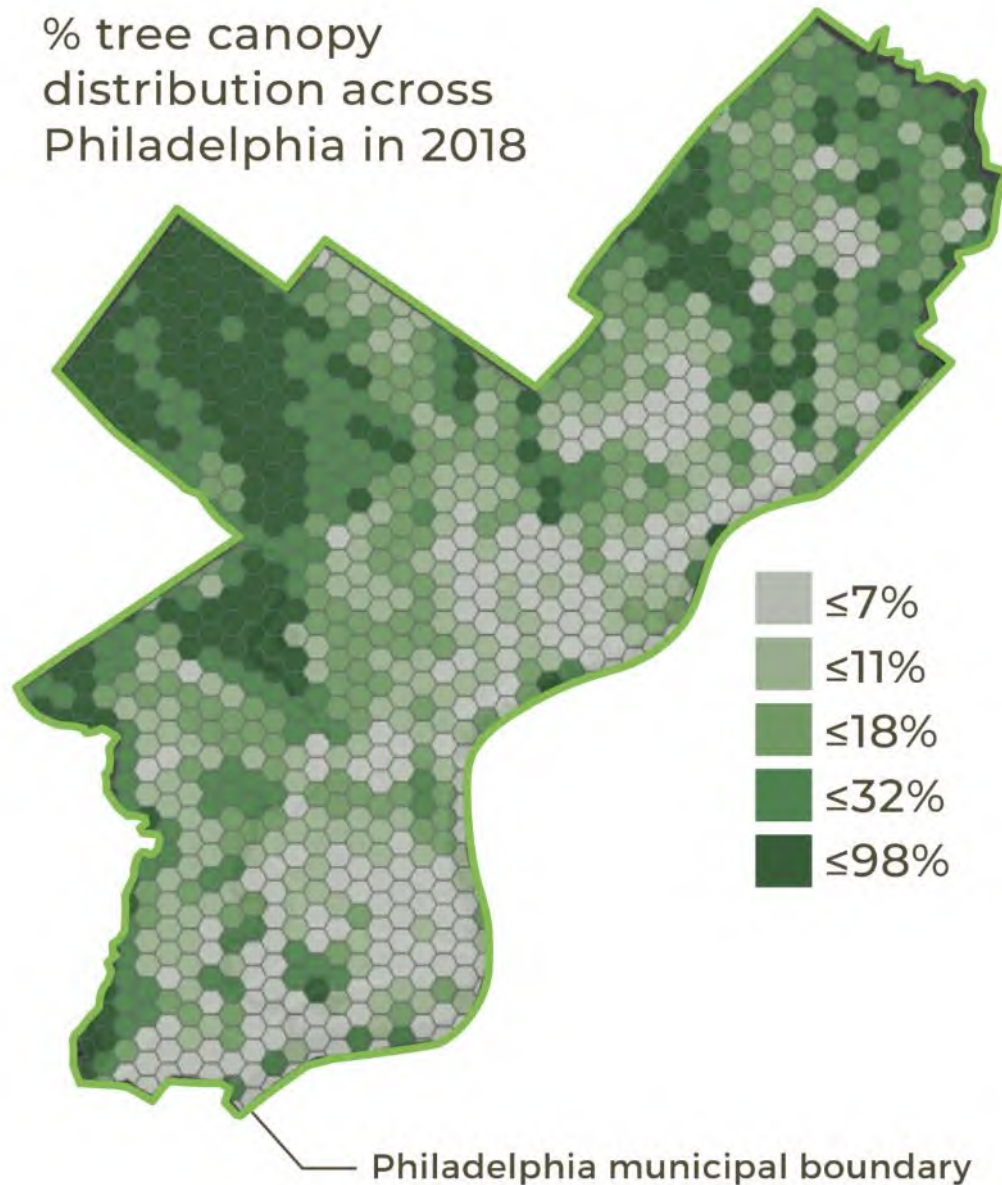 % tree canopy
distribution across
Philadelphia in 2018
≤7%
≤11%
≤18%
≤32%
≤98%
Philadelphia municipal boundary